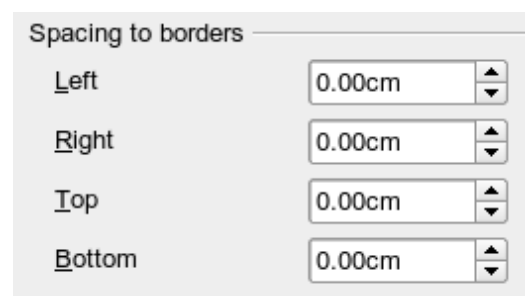 Spacing to borders
Left 0.00cm
Right 0.00cm
Top 0.00cm
Bottom 0.00cm